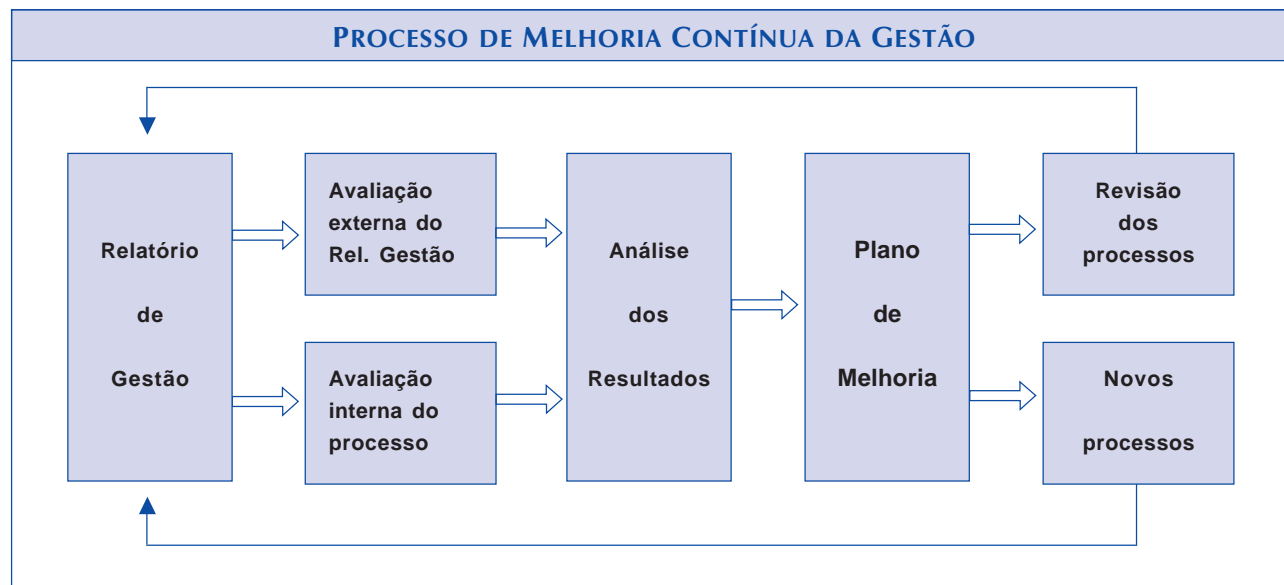 PROCESSO DE MELHORIA CONTÍNUA DA GESTÃO
Relatório
de
Gestão
Avaliação
externa do
Rel. Gestão
Avaliação
interna do
processo
Análise
dos
Resultados
Plano
de
Melhoria
Revisão
dos
processos
Novos
processos